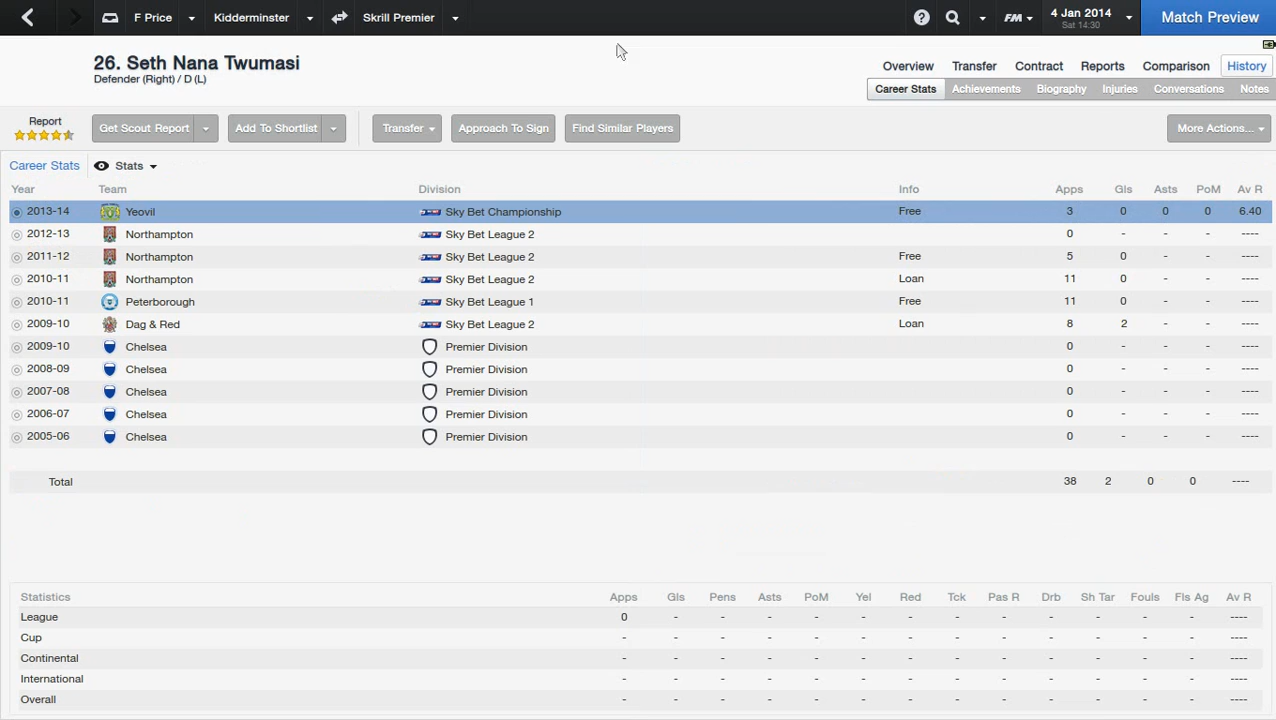 F Price Kidderminster Skrill Premier FM 4 Jan 2014 Sat 14:30 Match Preview
26. Seth Nana Twumasi
Defender (Right) / D (L)
Overview Transfer Contract Reports Comparison History
Career Stats Achievements Biography Injuries Conversations Notes
Report Get Scout Report Add To Shortlist Transfer Approach To Sign Find Similar Players More Actions...
Career Stats Stats
Year Team Division Info Apps Gls Asts PoM Av R
2013-14 Yeovil Sky Bet Championship Free 3 0 0 0 6.40
2012-13 Northampton Sky Bet League 2 0 - - - ----
2011-12 Northampton Sky Bet League 2 Free 5 0 - - ----
2010-11 Northampton Sky Bet League 2 Loan 11 0 - - ----
2010-11 Peterborough Sky Bet League 1 Free 11 0 - - ----
2009-10 Dag & Red Sky Bet League 2 Loan 8 2 - - ----
2009-10 Chelsea Premier Division 0 - - - ----
2008-09 Chelsea Premier Division 0 - - - ----
2007-08 Chelsea Premier Division 0 - - - ----
2006-07 Chelsea Premier Division 0 - - - ----
2005-06 Chelsea Premier Division 0 - - - ----
Total 38 2 0 0 ----
Statistics Apps Gls Pens Asts PoM Yel Red Tck Pas R Drb Sh Tar Fouls Fls Ag Av R
League 0 - - - - - - - - - - - - ----
Cup - - - - - - - - - - - - - ----
Continental - - - - - - - - - - - - - ----
International - - - - - - - - - - - - - ----
Overall - - - - - - - - - - - - - ----